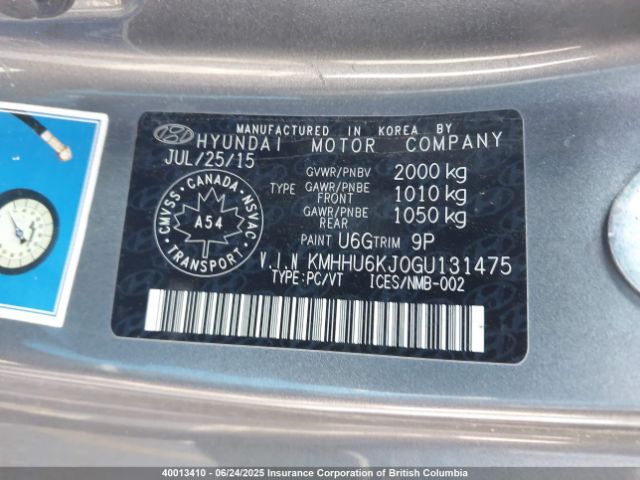 MANUFACTURED IN KOREA BY
HYUNDAI MOTOR COMPANY
JUL/25/15
GVWR/PNBV 2000 kg
TYPE GAWR/PNBE FRONT 1010 kg
GAWR/PNBE REAR 1050 kg
CMVSS • CANADA • NSVAC • TRANSPORT •
A54
PAINT U6G TRIM 9P
V.I.N KMHHU6KJ0GU131475
TYPE:PC/VT ICES/NMB-002
40013410 - 06/24/2025 Insurance Corporation of British Columbia